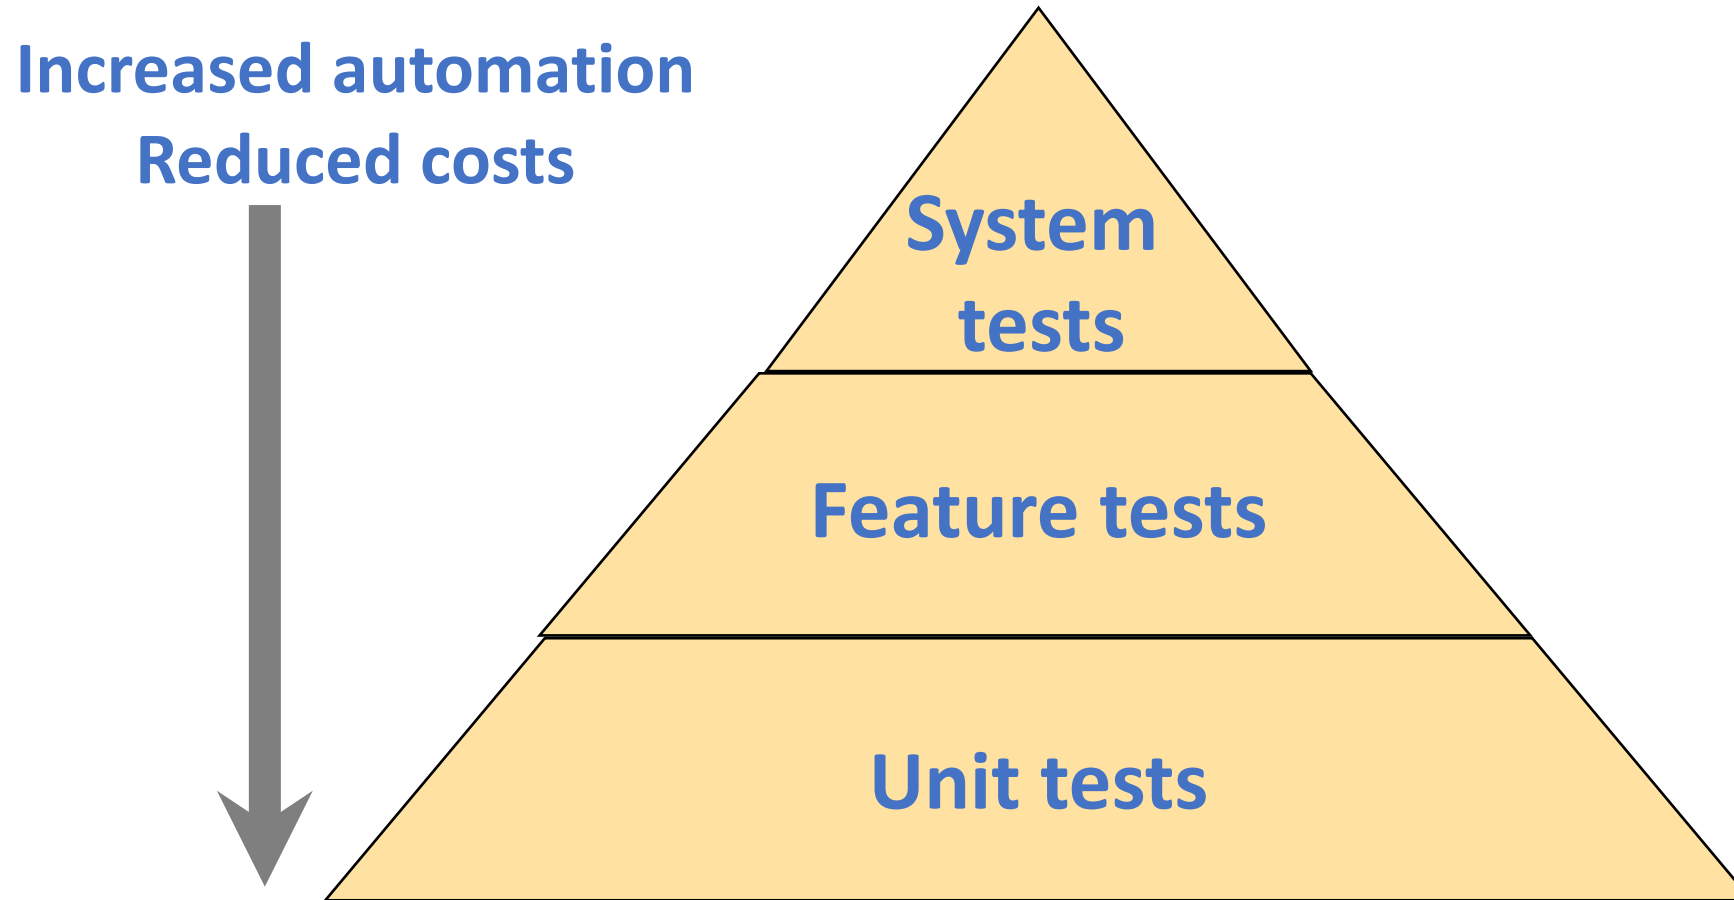 Increased automation
Reduced costs
System
tests
Feature tests
Unit tests